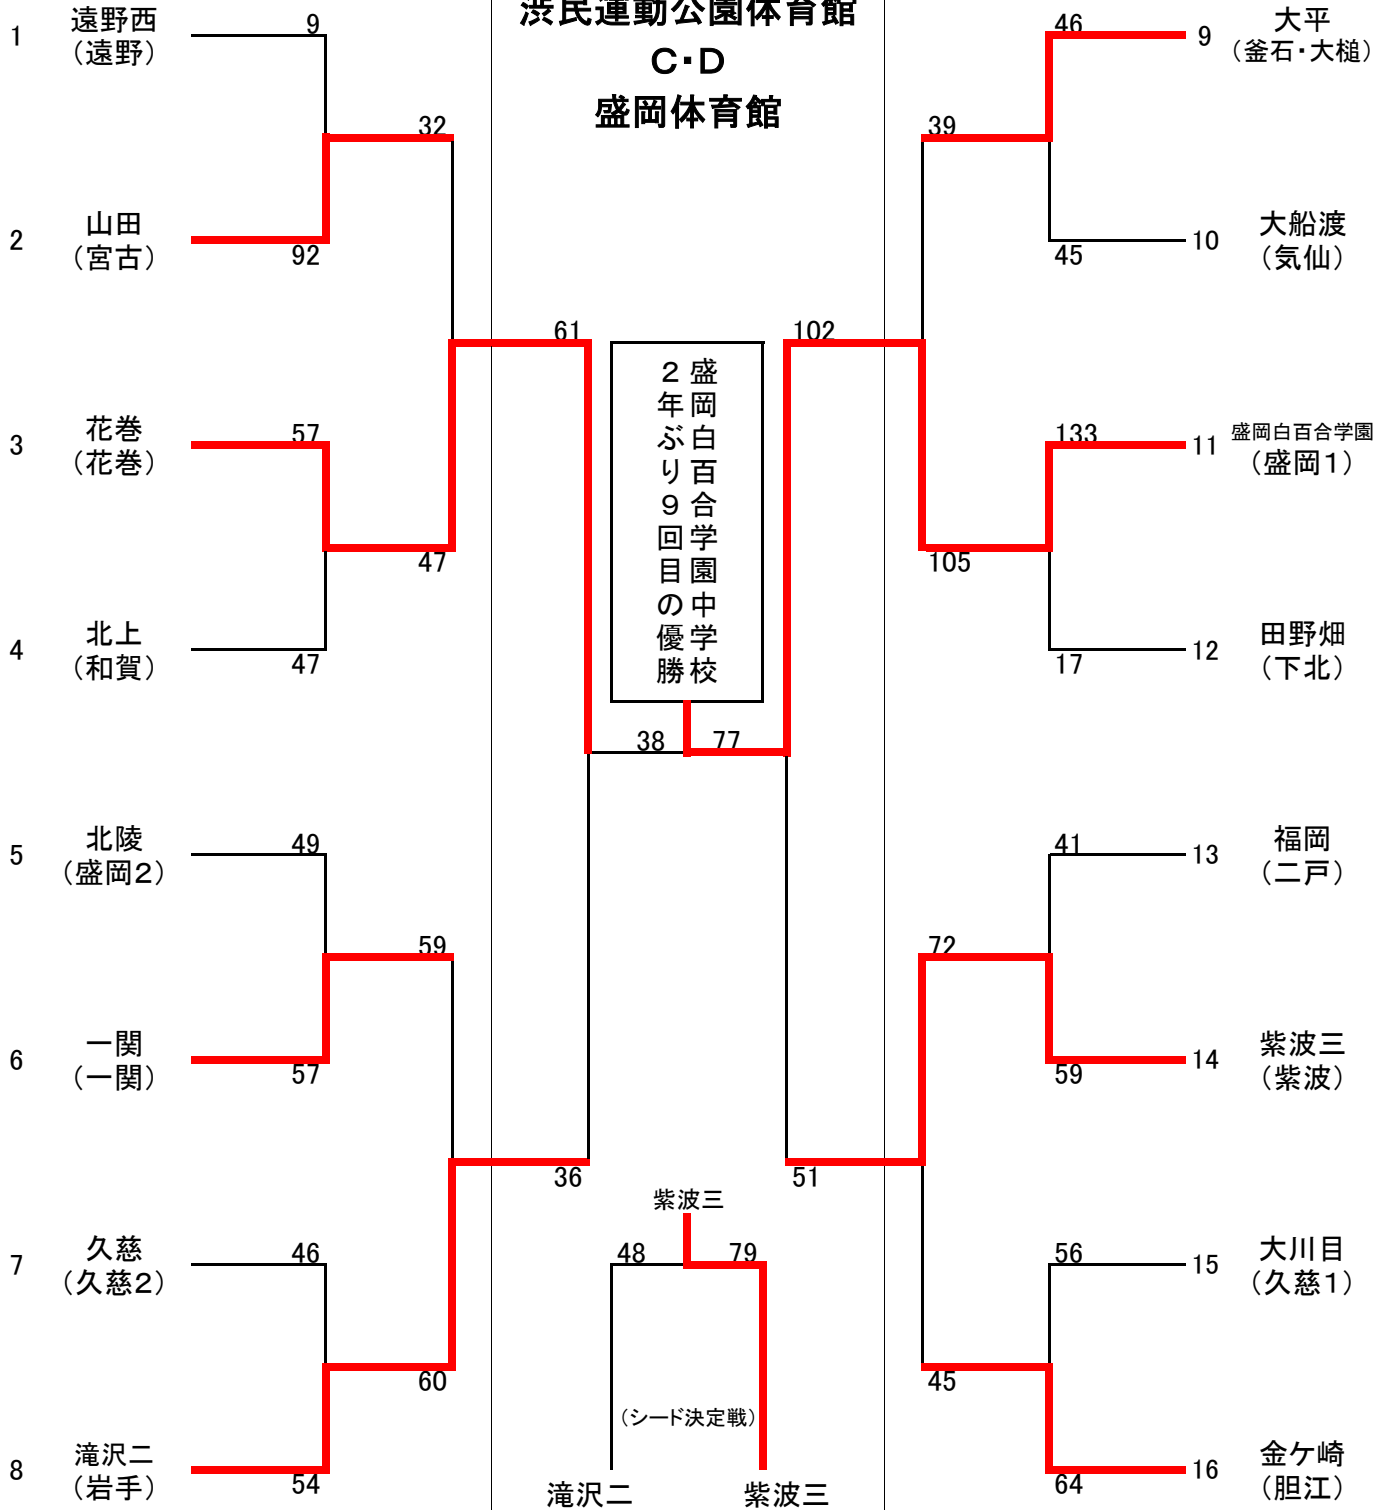 渋民運動公園体育館
C・D
盛岡体育館
1
遠野西
（遠野）
9
2
山田
（宮古）
92
32
3
花巻
（花巻）
57
4
北上
（和賀）
47
47
61
5
北陵
（盛岡2）
49
6
一関
（一関）
57
59
7
久慈
（久慈2）
46
8
滝沢二
（岩手）
54
60
36
盛岡白百合学園中学校
2年ぶり9回目の優勝
38
77
46
9
大平
（釜石・大槌）
39
45
10
大船渡
（気仙）
102
133
11
盛岡白百合学園
（盛岡1）
105
17
12
田野畑
（下北）
41
13
福岡
（二戸）
72
59
14
紫波三
（紫波）
51
56
15
大川目
（久慈1）
45
64
16
金ケ崎
（胆江）
紫波三
48
79
（シード決定戦）
滝沢二
紫波三